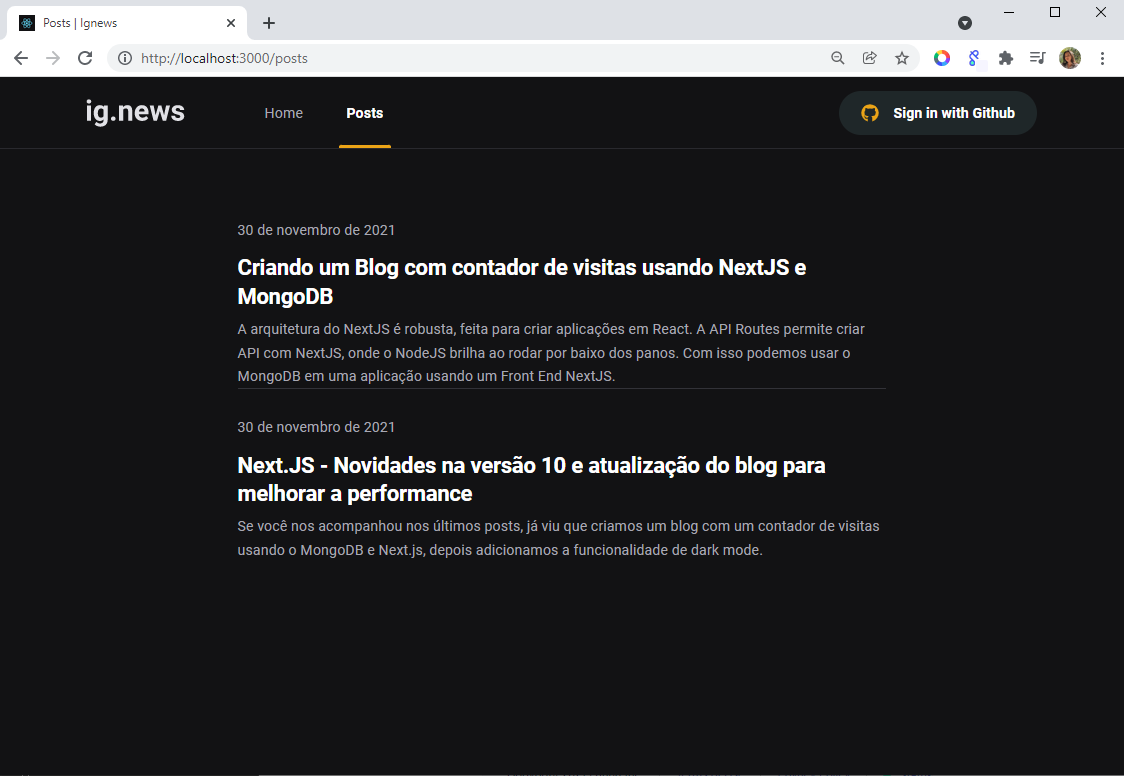 Posts | Ignews
http://localhost:3000/posts
ig.news
Home
Posts
Sign in with Github
30 de novembro de 2021
Criando um Blog com contador de visitas usando NextJS e
MongoDB
A arquitetura do NextJS é robusta, feita para criar aplicações em React. A API Routes permite criar
API com NextJS, onde o NodeJS brilha ao rodar por baixo dos panos. Com isso podemos usar o
MongoDB em uma aplicação usando um Front End NextJS.
30 de novembro de 2021
Next.JS - Novidades na versão 10 e atualização do blog para
melhorar a performance
Se você nos acompanhou nos últimos posts, já viu que criamos um blog com um contador de visitas
usando o MongoDB e Next.js, depois adicionamos a funcionalidade de dark mode.